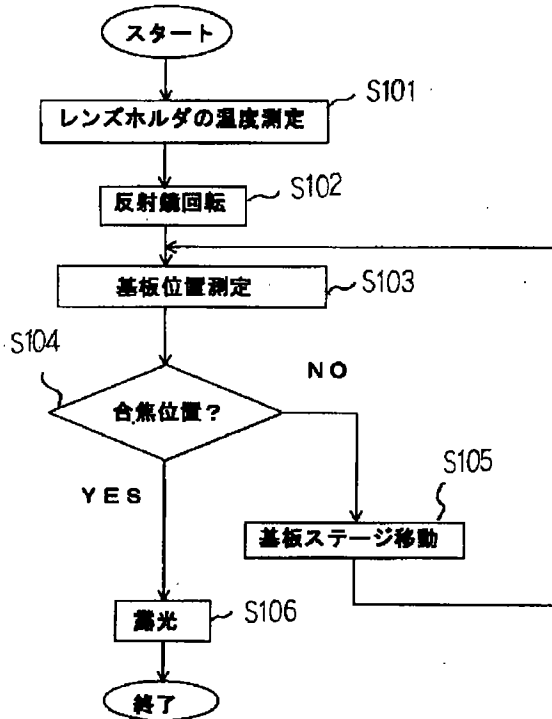 スタート
S101
レンズホルダの温度測定
S102
反射鏡回転
基板位置測定
S103
S104
NO
合焦位置?
S105
YES
基板ステージ移動
露光
S106
終了